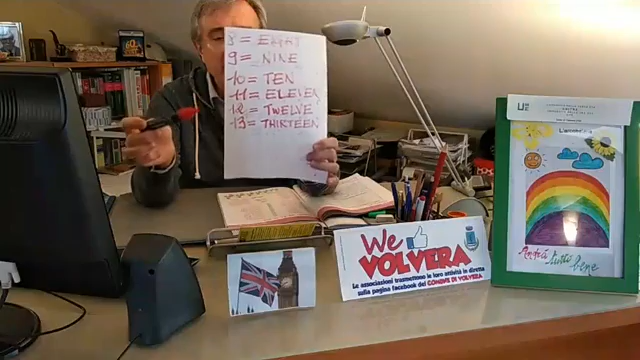 8 = EIGHT
9 = NINE
10 = TEN
11 = ELEVEN
12 = TWELVE
13 = THIRTEEN
We
VOLVERA
Le associazioni trasmettono le loro attività in diretta
sulla pagina facebook del COMUNE DI VOLVERA
L'arcobaleno
Andrà tutto bene